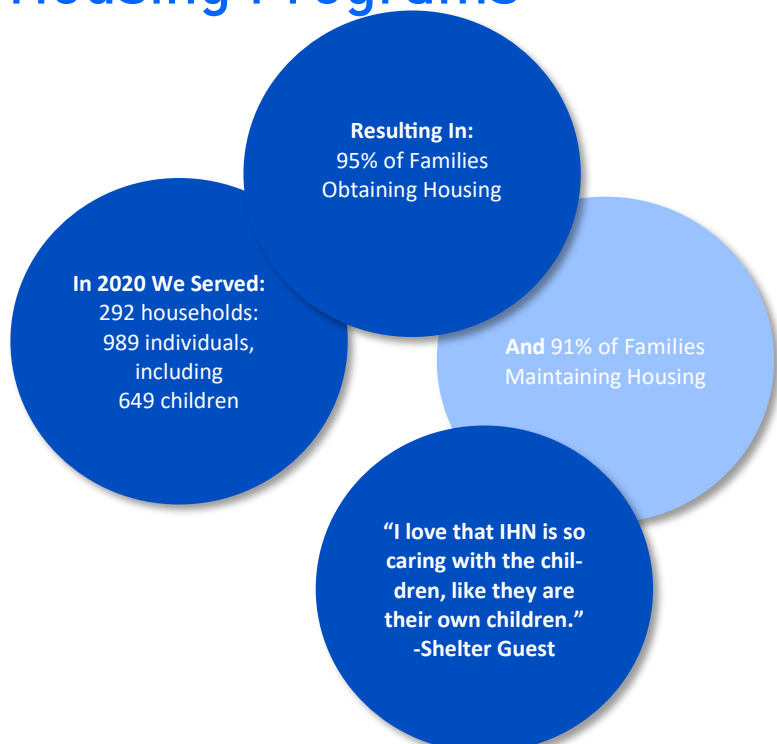 Housing Programs
Resulting In:
95% of Families
Obtaining Housing
In 2020 We Served:
292 households:
989 individuals,
including
649 children
And 91% of Families
Maintaining Housing
“I love that IHN is so
caring with the chil-
dren, like they are
their own children.”
-Shelter Guest